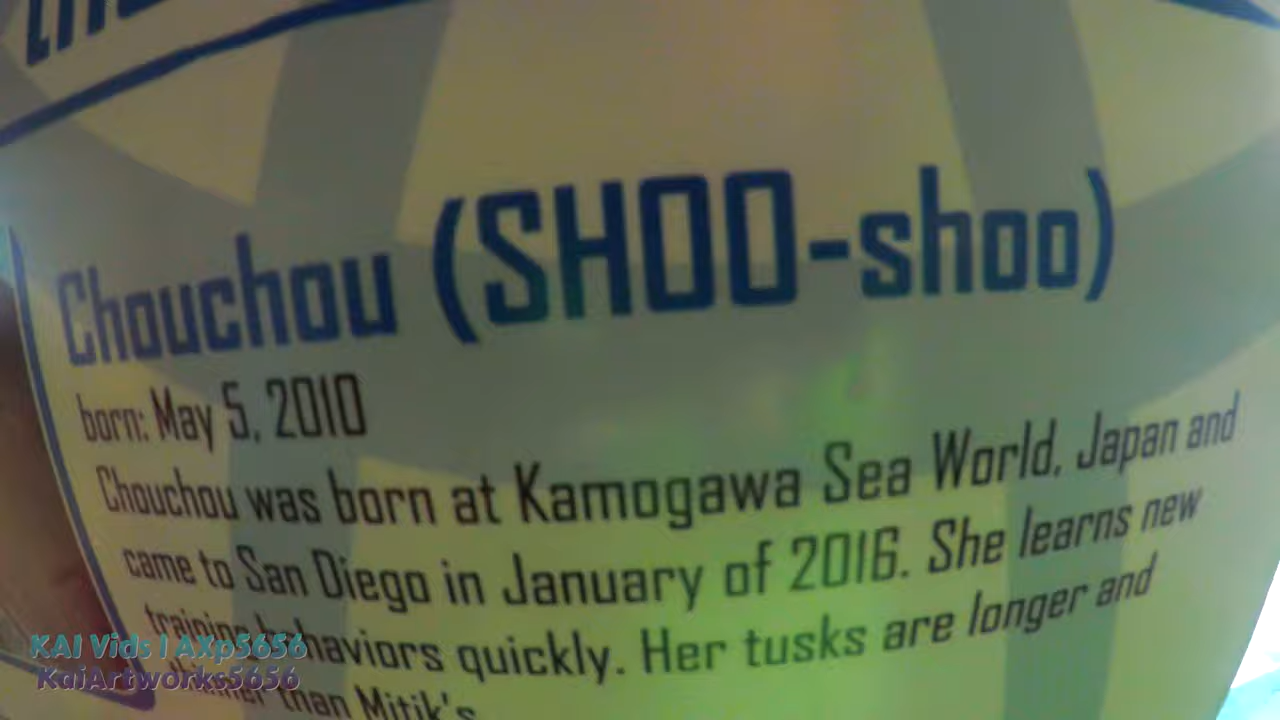 Chouchou (SHOO-shoo)
born: May 5, 2010
Chouchou was born at Kamogawa Sea World, Japan and
came to San Diego in January of 2016. She learns new
training behaviors quickly. Her tusks are longer and
than Mitik's
KAI Vids | AXp5656
KaiArtworks5656